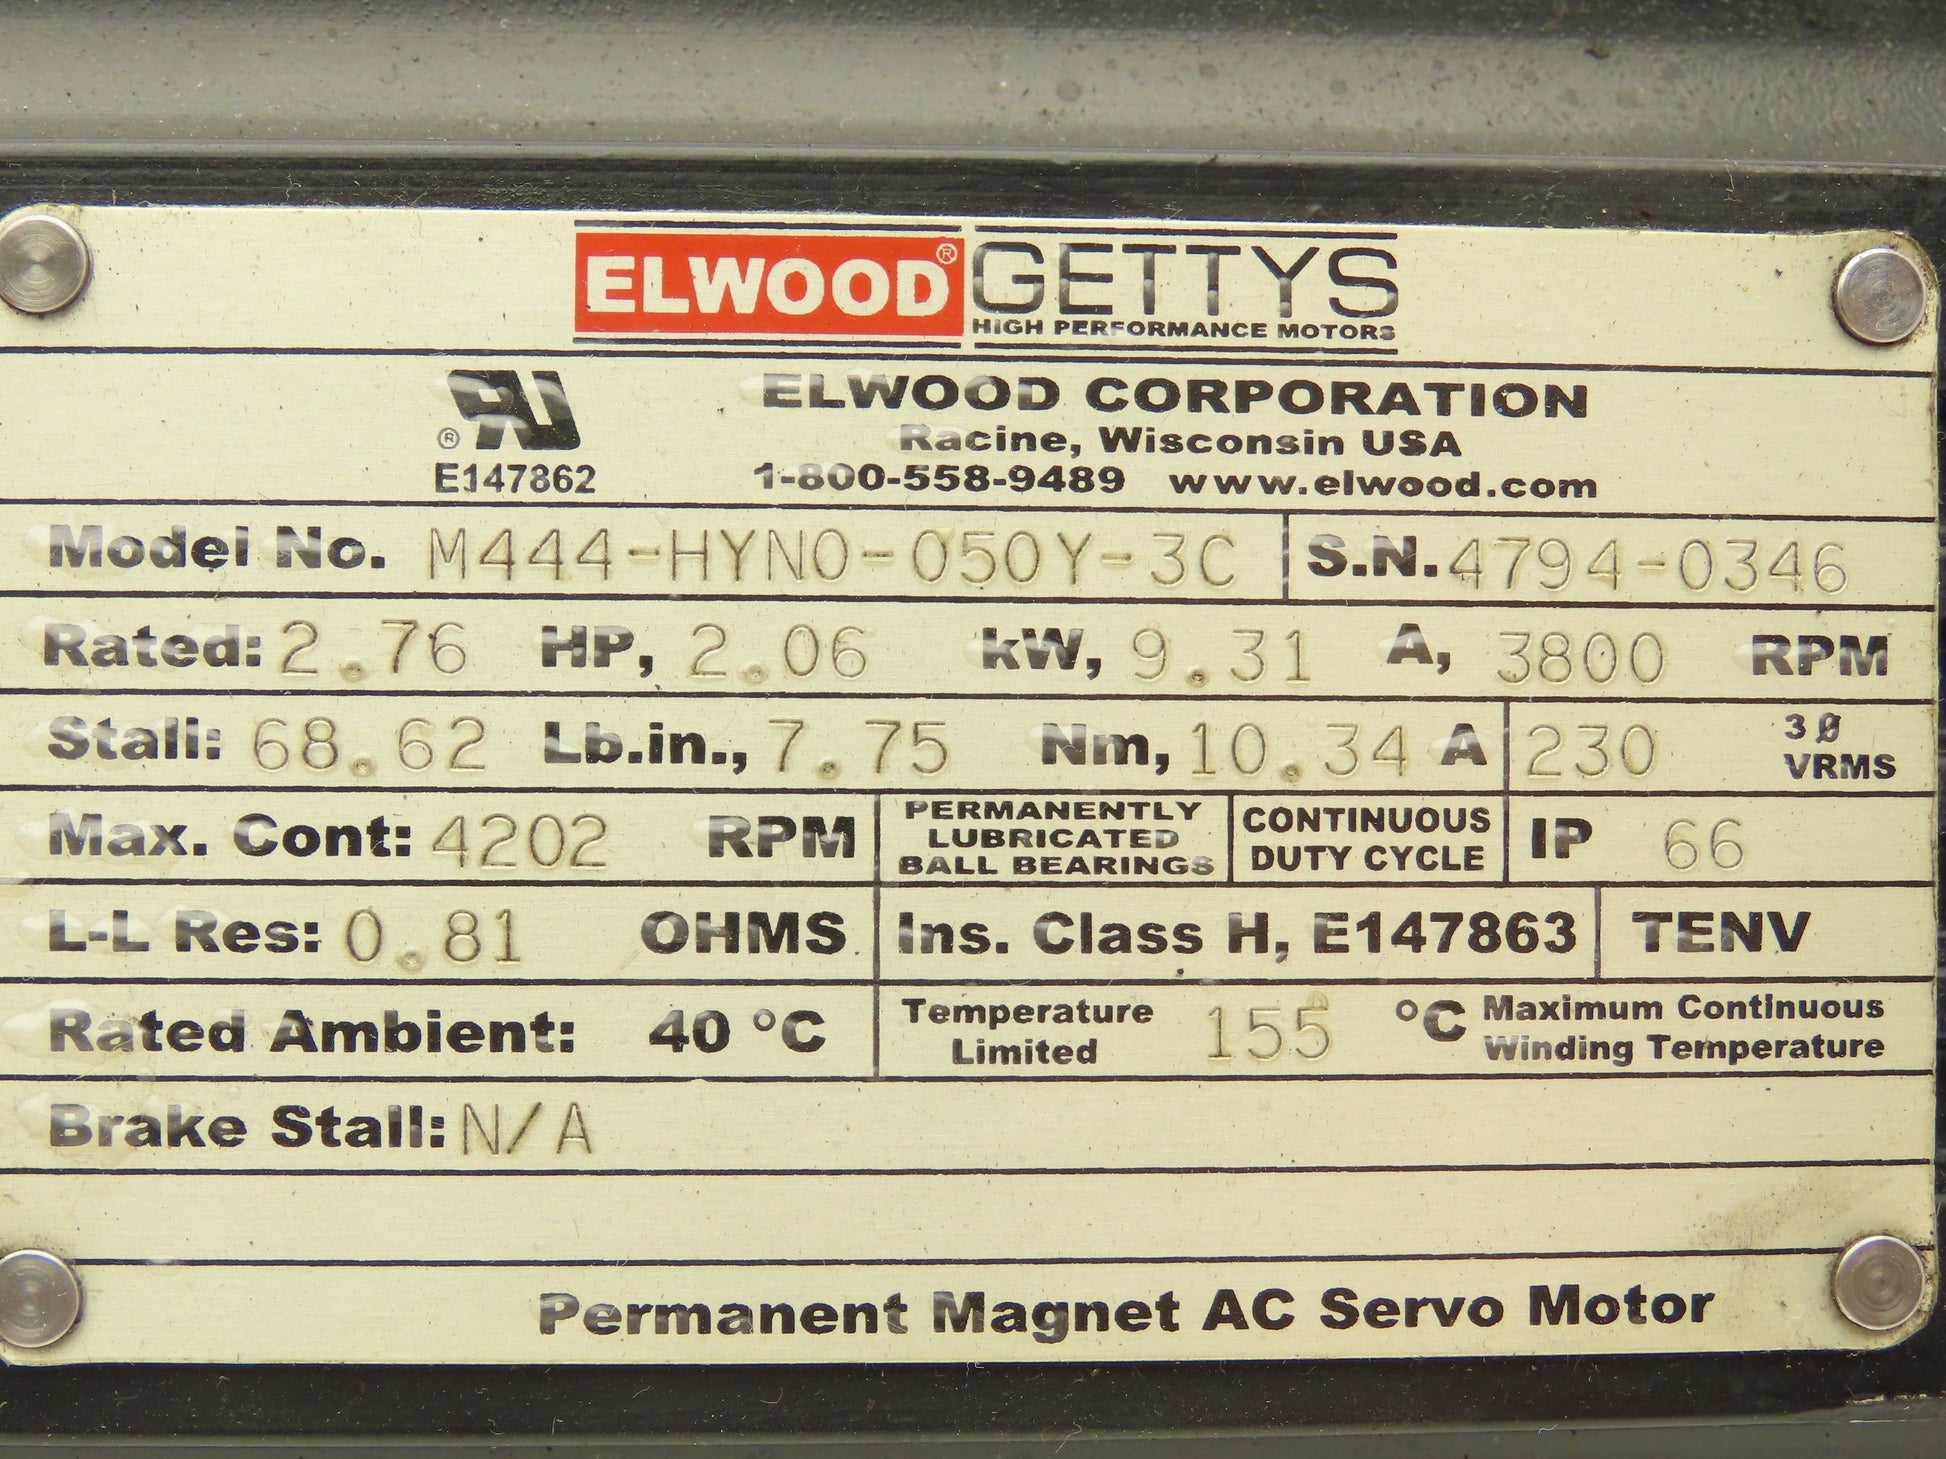 ELWOOD® GETTYS
HIGH PERFORMANCE MOTORS
ELWOOD CORPORATION
Racine, Wisconsin USA
®
E147862 1-800-558-9489 www.elwood.com
Model No. M444-HYN0-050Y-3C S.N. 4794-0346
Rated: 2.76 HP, 2.06 kW, 9.31 A, 3800 RPM
Stall: 68.62 Lb.in., 7.75 Nm, 10.34 A 230 3Ø
VRMS
Max. Cont: 4202 RPM
PERMANENTLY
LUBRICATED
BALL BEARINGS
CONTINUOUS
DUTY CYCLE
IP 66
L-L Res: 0.81 OHMS Ins. Class H, E147863 TENV
Rated Ambient: 40 °C
Temperature
Limited
155 °C
Maximum Continuous
Winding Temperature
Brake Stall: N/A
Permanent Magnet AC Servo Motor